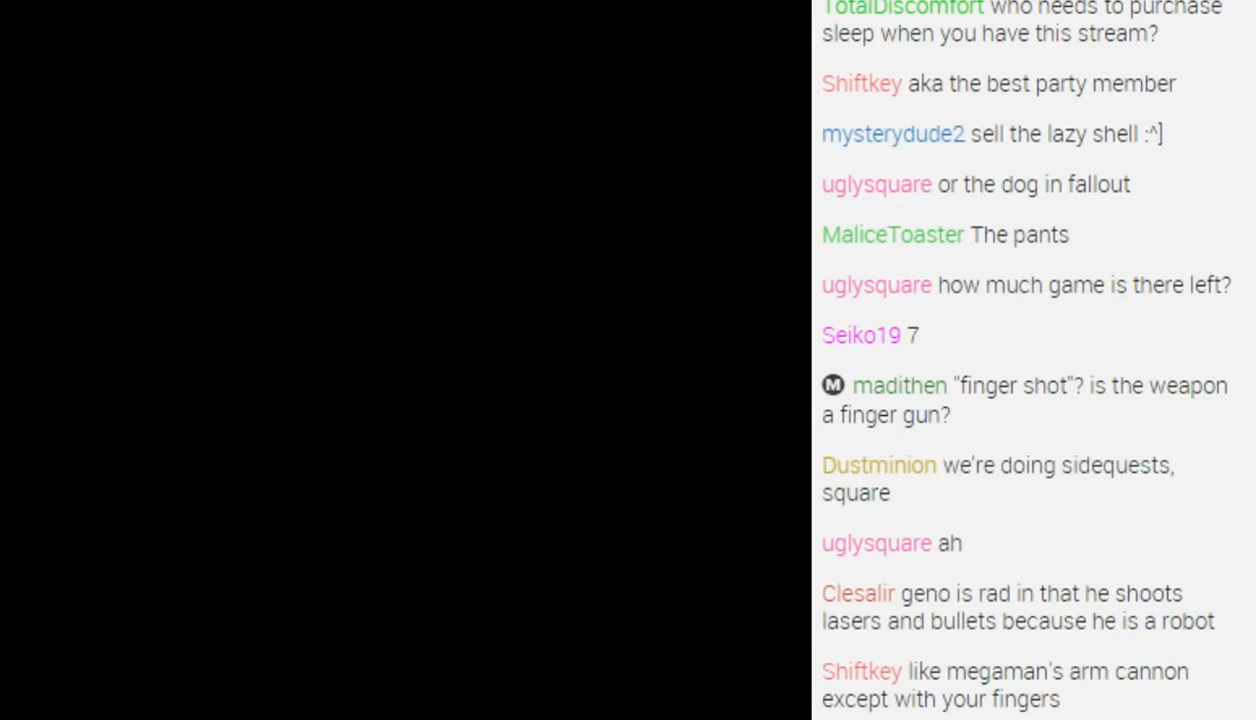 TotalDiscomfort who needs to purchase
sleep when you have this stream?
Shiftkey aka the best party member
mysterydude2 sell the lazy shell :^]
uglysquare or the dog in fallout
MaliceToaster The pants
uglysquare how much game is there left?
Seiko19 7
M madithen "finger shot"? is the weapon
a finger gun?
Dustminion we're doing sidequests,
square
uglysquare ah
Clesalir geno is rad in that he shoots
lasers and bullets because he is a robot
Shiftkey like megaman's arm cannon
except with your fingers